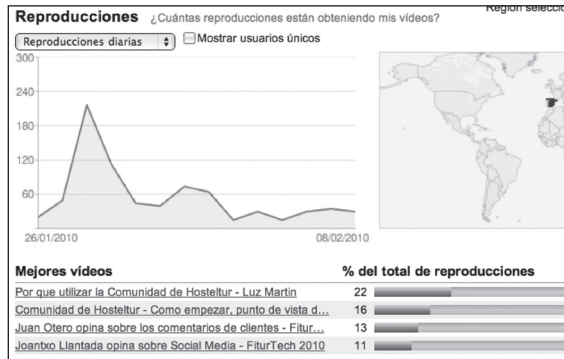 Reproducciones ¿Cuántas reproducciones están obteniendo mis vídeos?
Reproducciones diarias Mostrar usuarios únicos
300
240
180
120
60
26/01/2010 08/02/2010
Mejores vídeos % del total de reproducciones
Por que utilizar la Comunidad de Hosteltur - Luz Martin 22
Comunidad de Hosteltur - Como empezar, punto de vista d... 16
Juan Otero opina sobre los comentarios de clientes - Fitur... 13
Joantxo Llantada opina sobre Social Media - FiturTech 2010 11